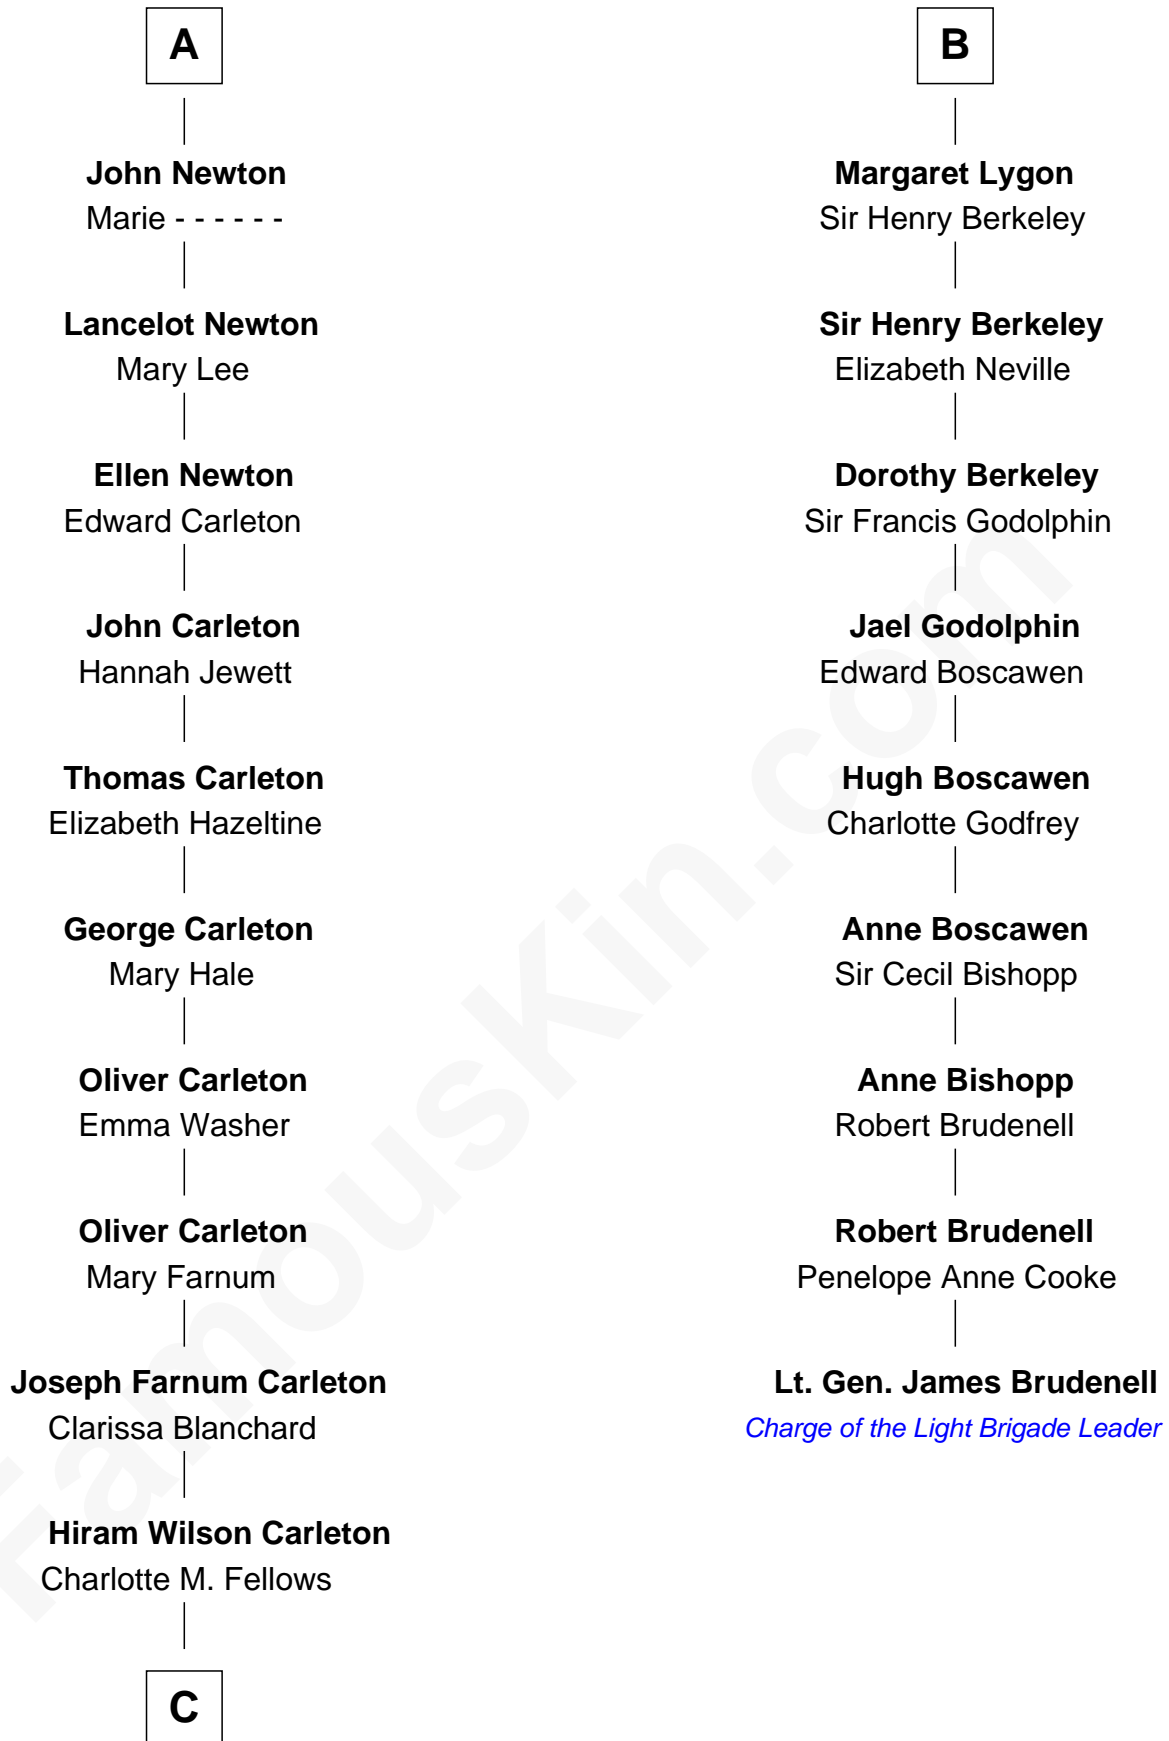 A
John Newton
Marie - - - - - -
Lancelot Newton
Mary Lee
Ellen Newton
Edward Carleton
John Carleton
Hannah Jewett
Thomas Carleton
Elizabeth Hazeltine
George Carleton
Mary Hale
Oliver Carleton
Emma Washer
Oliver Carleton
Mary Farnum
Joseph Farnum Carleton
Clarissa Blanchard
Hiram Wilson Carleton
Charlotte M. Fellows
C
B
Margaret Lygon
Sir Henry Berkeley
Sir Henry Berkeley
Elizabeth Neville
Dorothy Berkeley
Sir Francis Godolphin
Jael Godolphin
Edward Boscawen
Hugh Boscawen
Charlotte Godfrey
Anne Boscawen
Sir Cecil Bishopp
Anne Bishopp
Robert Brudenell
Robert Brudenell
Penelope Anne Cooke
Lt. Gen. James Brudenell
Charge of the Light Brigade Leader
FamousKin.com